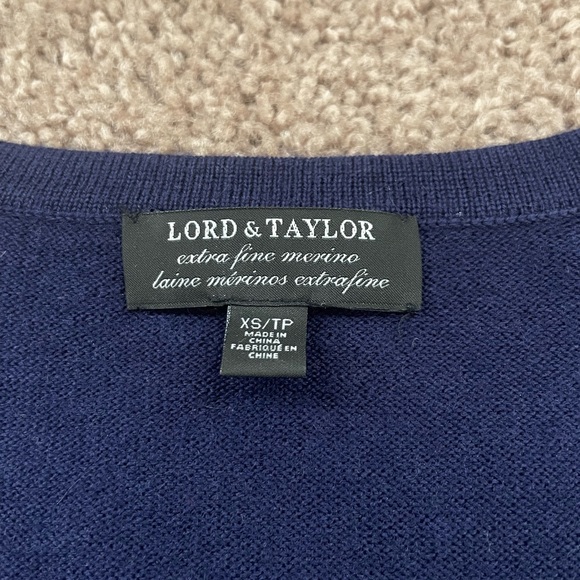 LORD & TAYLOR
extra fine merino
laine mérinos extrafine
XS/TP
MADE IN
CHINA
FABRIQUÉ EN
CHINE